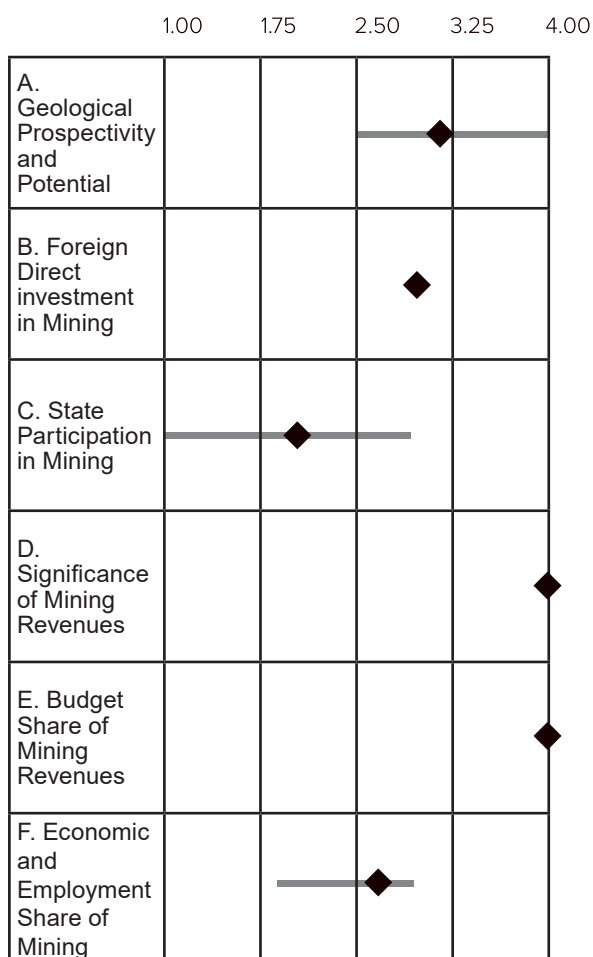 1.00 1.75 2.50 3.25 4.00
A.
Geological
Prospectivity
and
Potential
B. Foreign
Direct
investment
in Mining
C. State
Participation
in Mining
D.
Significance
of Mining
Revenues
E. Budget
Share of
Mining
Revenues
F. Economic
and
Employment
Share of
Mining